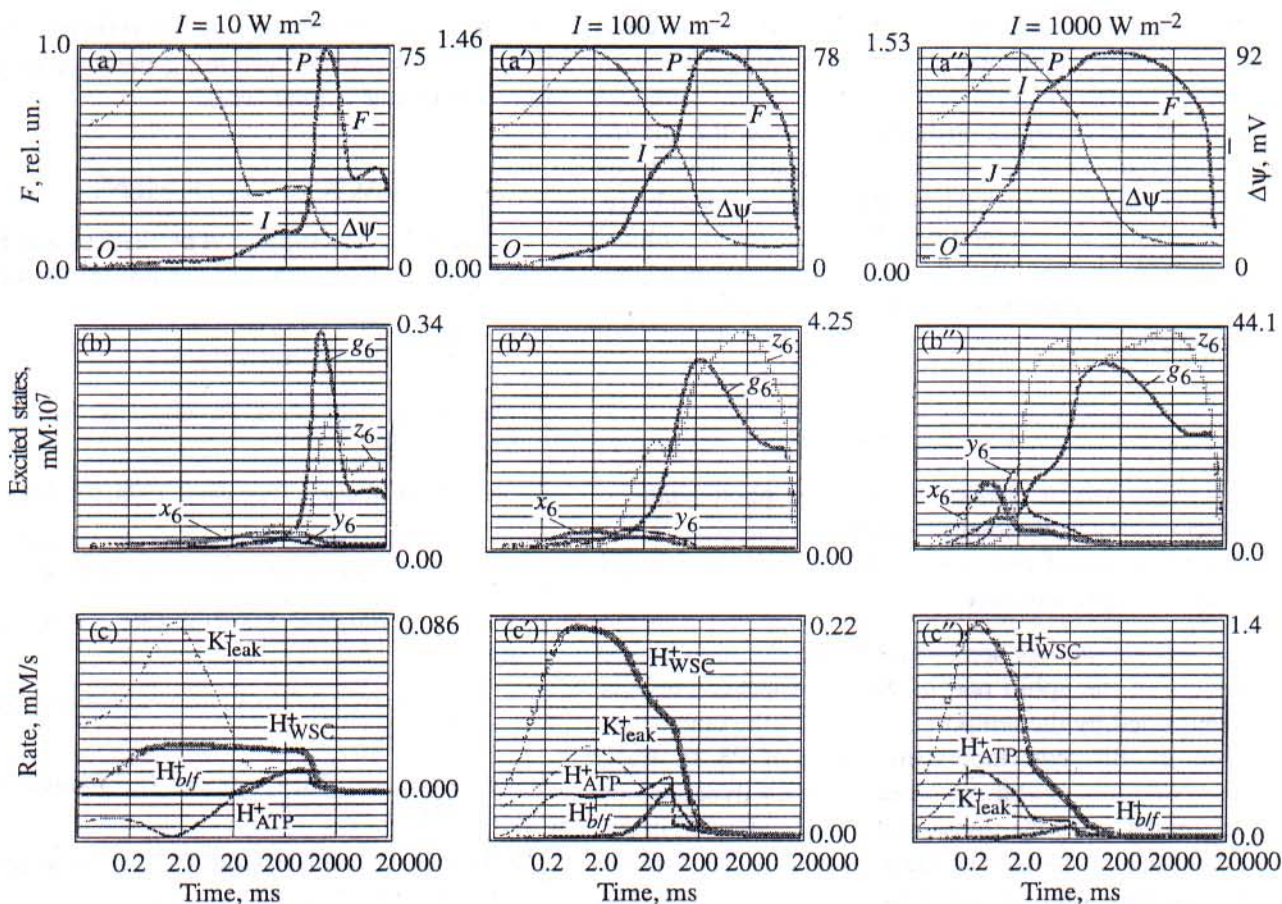 I = 10 W m-2 I = 100 W m-2 I = 1000 W m-2
1.0 (a) P 75 1.46 (a′) P 78 1.53 (a″) P 92
I
F, rel. un. F F I F Δψ, mV
J
I Δψ Δψ Δψ
O O O
0.0 0 0.00 0 0.00 0
(b) 0.34 (b′) 4.25 (b″) 44.1
g6 z6 z6
g6 g6
Excited states, mM·10^7
z6 y6
x6 y6 x6 y6 x6
0.00 0.00 0.0
(c) 0.086 (c′) 0.22 (c″) 1.4
K+leak H+WSC H+WSC
Rate, mM/s
H+WSC K+leak H+ATP
H+b/f 0.000 H+ATP K+leak H+b/f
H+ATP H+b/f
0.00 0.0
0.2 2.0 20 200 2000 20000 0.2 2.0 20 200 2000 20000 0.2 2.0 20 200 2000 20000
Time, ms Time, ms Time, ms